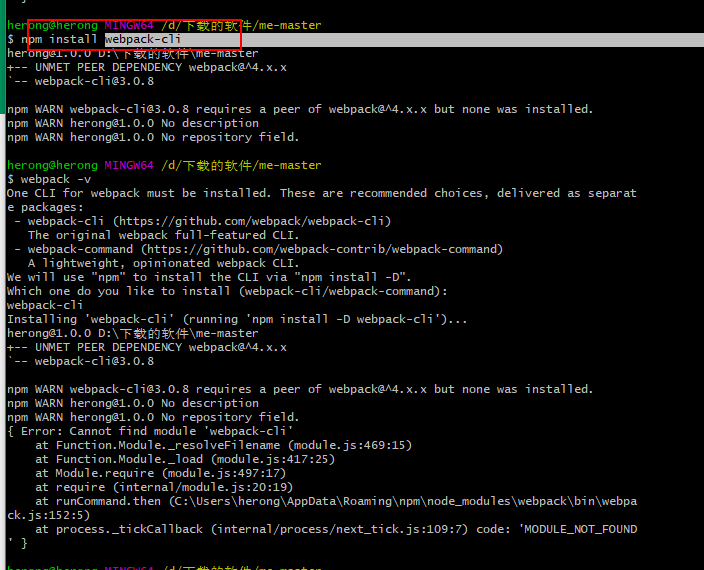 herong@herong MINGW64 /d/下载的软件/me-master
$ npm install webpack-cli
herong@1.0.0 D:\下载的软件\me-master
+-- UNMET PEER DEPENDENCY webpack@^4.x.x
`-- webpack-cli@3.0.8
npm WARN webpack-cli@3.0.8 requires a peer of webpack@^4.x.x but none was installed.
npm WARN herong@1.0.0 No description
npm WARN herong@1.0.0 No repository field.
herong@herong MINGW64 /d/下载的软件/me-master
$ webpack -v
One CLI for webpack must be installed. These are recommended choices, delivered as separat
e packages:
- webpack-cli (https://github.com/webpack/webpack-cli)
The original webpack full-featured CLI.
- webpack-command (https://github.com/webpack-contrib/webpack-command)
A lightweight, opinionated webpack CLI.
We will use "npm" to install the CLI via "npm install -D".
Which one do you like to install (webpack-cli/webpack-command):
webpack-cli
Installing 'webpack-cli' (running 'npm install -D webpack-cli')...
herong@1.0.0 D:\下载的软件\me-master
+-- UNMET PEER DEPENDENCY webpack@^4.x.x
`-- webpack-cli@3.0.8
npm WARN webpack-cli@3.0.8 requires a peer of webpack@^4.x.x but none was installed.
npm WARN herong@1.0.0 No description
npm WARN herong@1.0.0 No repository field.
{ Error: Cannot find module 'webpack-cli'
at Function.Module._resolveFilename (module.js:469:15)
at Function.Module._load (module.js:417:25)
at Module.require (module.js:497:17)
at require (internal/module.js:20:19)
at runCommand.then (C:\Users\herong\AppData\Roaming\npm\node_modules\webpack\bin\webpa
ck.js:152:5)
at process._tickCallback (internal/process/next_tick.js:109:7) code: 'MODULE_NOT_FOUND
' }
herong@herong MINGW64 /d/下载的软件/me-master